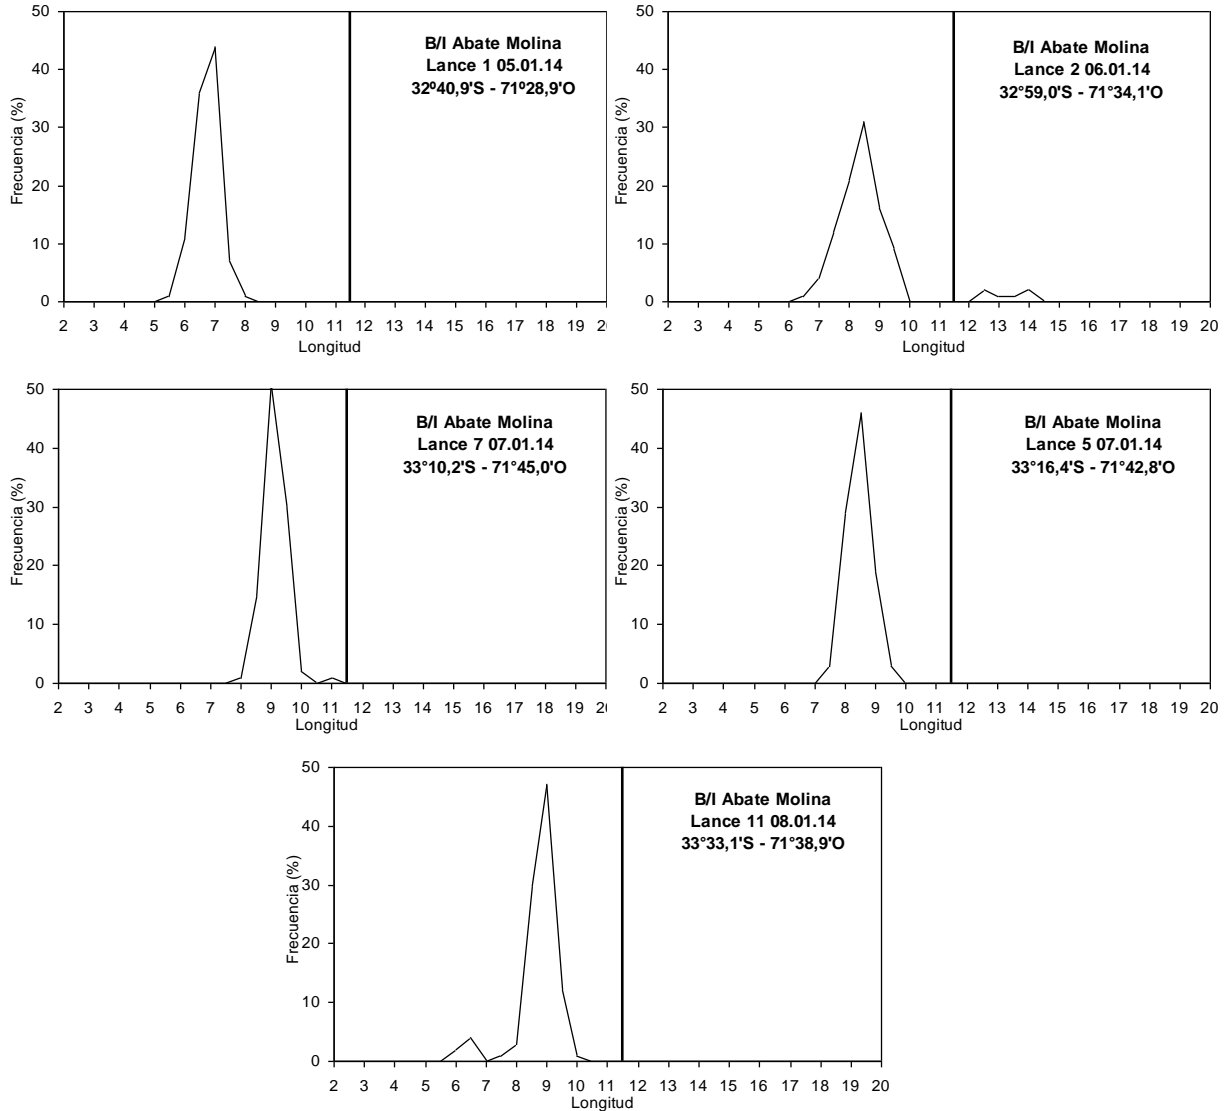 50
40
30
20
10
0
Frecuencia (%)
B/I Abate Molina
Lance 1 05.01.14
32º40,9'S - 71º28,9'O
2 3 4 5 6 7 8 9 10 11 12 13 14 15 16 17 18 19
Longitud
50
40
30
20
10
0
Frecuencia (%)
B/I Abate Molina
Lance 2 06.01.14
32°59,0'S - 71°34,1'O
2 3 4 5 6 7 8 9 10 11 12 13 14 15 16 17 18 19 20
Longitud
50
40
30
20
10
0
Frecuencia (%)
B/I Abate Molina
Lance 7 07.01.14
33°10,2'S - 71°45,0'O
2 3 4 5 6 7 8 9 10 11 12 13 14 15 16 17 18 19
Longitud
50
40
30
20
10
0
Frecuencia (%)
B/I Abate Molina
Lance 5 07.01.14
33°16,4'S - 71°42,8'O
2 3 4 5 6 7 8 9 10 11 12 13 14 15 16 17 18 19 20
Longitud
50
40
30
20
10
0
Frecuencia (%)
B/I Abate Molina
Lance 11 08.01.14
33°33,1'S - 71°38,9'O
2 3 4 5 6 7 8 9 10 11 12 13 14 15 16 17 18 19 20
Longitud